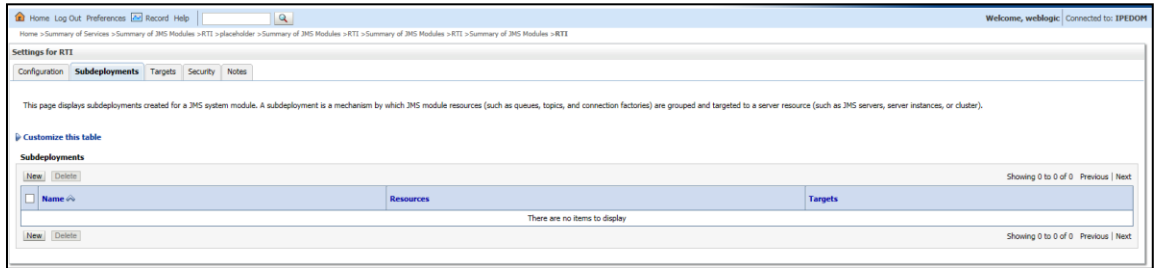 Home Log Out Preferences Record Help
Welcome, weblogic Connected to: IPEDOM
Home >Summary of Services >Summary of JMS Modules >RTI >placeholder >Summary of JMS Modules >RTI >Summary of JMS Modules >RTI >Summary of JMS Modules >RTI
Settings for RTI
Configuration Subdeployments Targets Security Notes
This page displays subdeployments created for a JMS system module. A subdeployment is a mechanism by which JMS module resources (such as queues, topics, and connection factories) are grouped and targeted to a server resource (such as JMS servers, server instances, or cluster).
Customize this table
Subdeployments
New Delete Showing 0 to 0 of 0 Previous | Next
Name Resources Targets
There are no items to display
New Delete Showing 0 to 0 of 0 Previous | Next